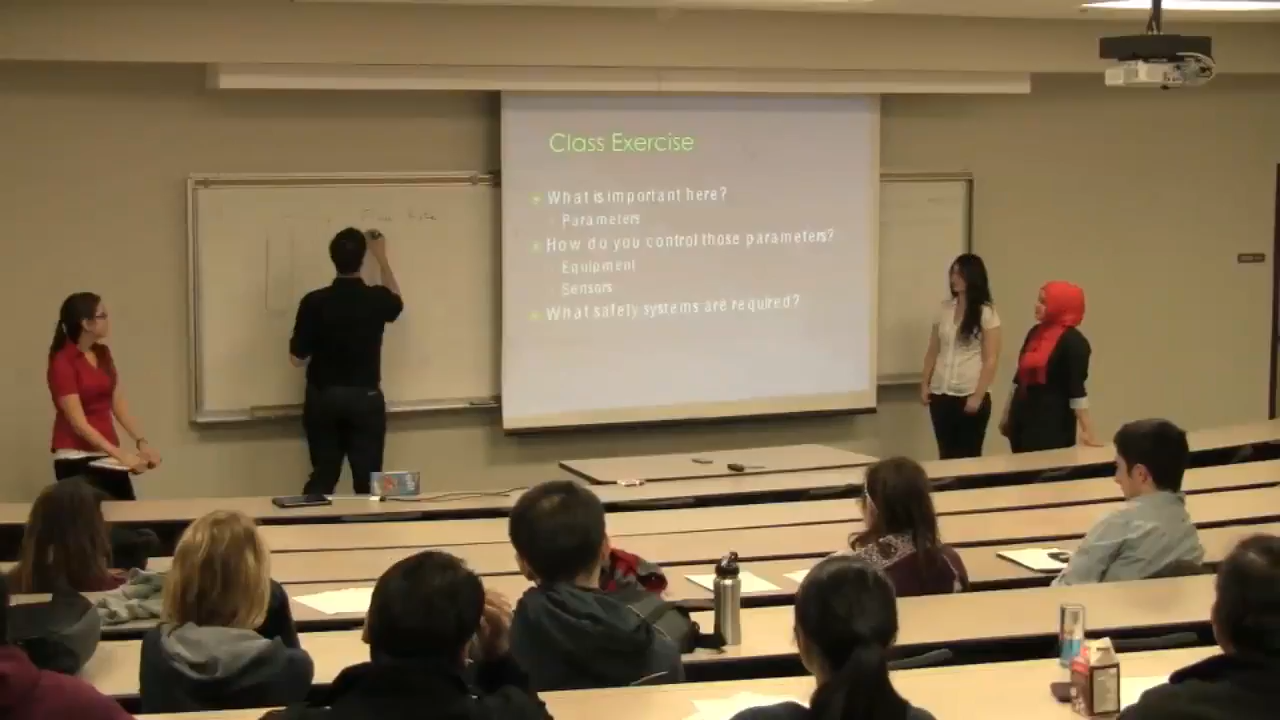 Class Exercise
What is important here?
Parameters
How do you control those parameters?
Equipment
Sensors
What safety systems are required?